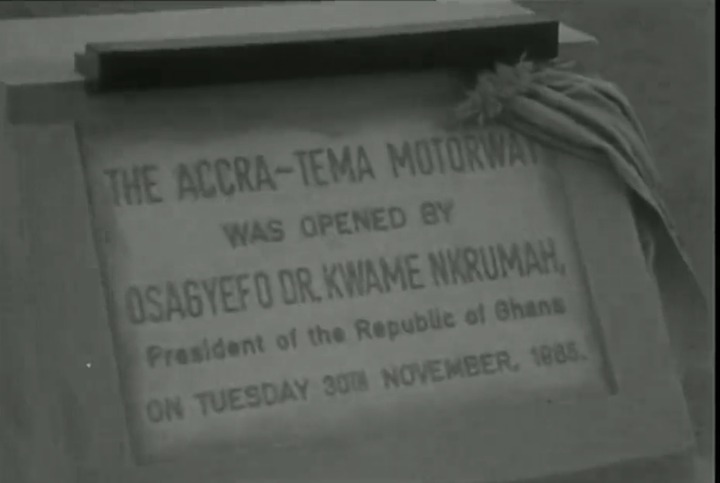 THE ACCRA-TEMA MOTORWAY
WAS OPENED BY
OSAGYEFO DR. KWAME NKRUMAH,
President of the Republic of Ghana
ON TUESDAY 30TH NOVEMBER, 1965.